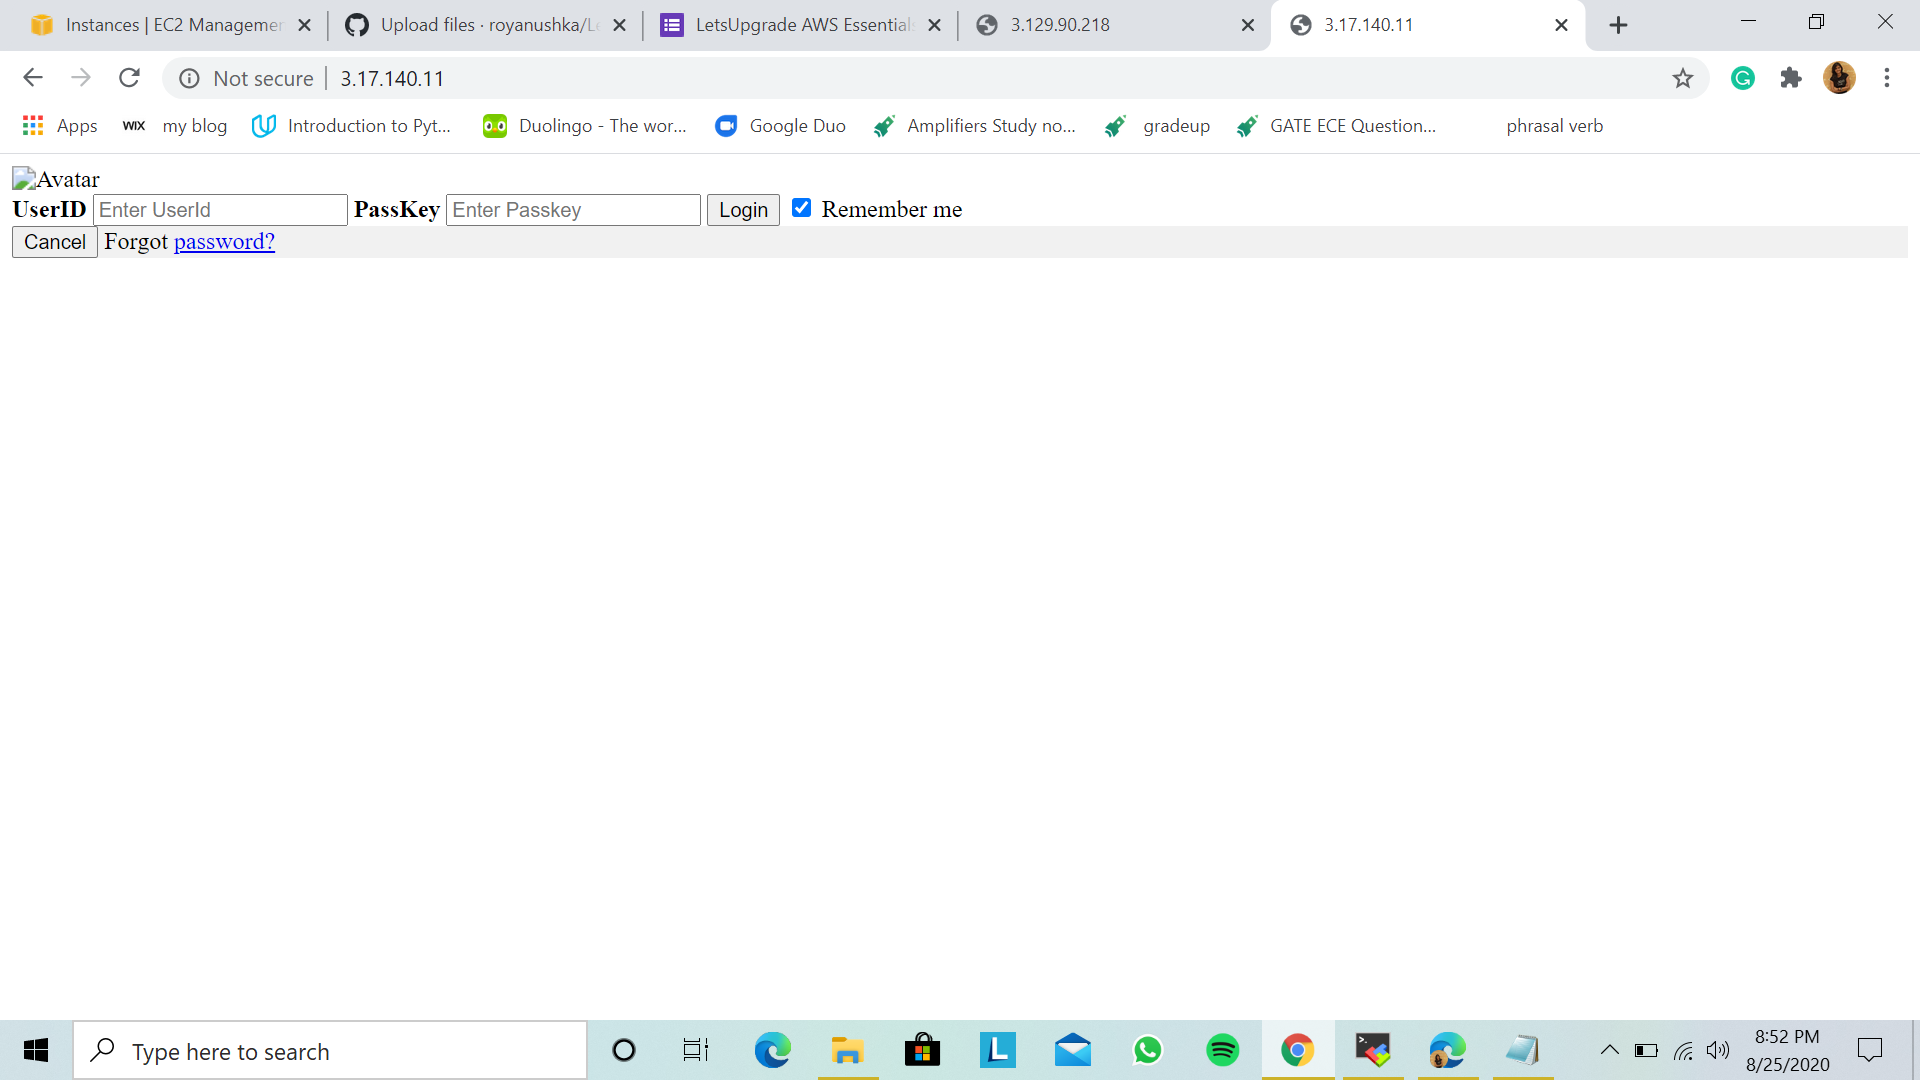 Instances | EC2 Managemen
Upload files · royanushka/Le
LetsUpgrade AWS Essentials
3.129.90.218
3.17.140.11
Not secure | 3.17.140.11
Apps
WIX my blog
Introduction to Pyt...
Duolingo - The wor...
Google Duo
Amplifiers Study no...
gradeup
GATE ECE Question...
phrasal verb
Avatar
UserID Enter UserId PassKey Enter Passkey Login Remember me
Cancel Forgot password?
Type here to search
8:52 PM
8/25/2020